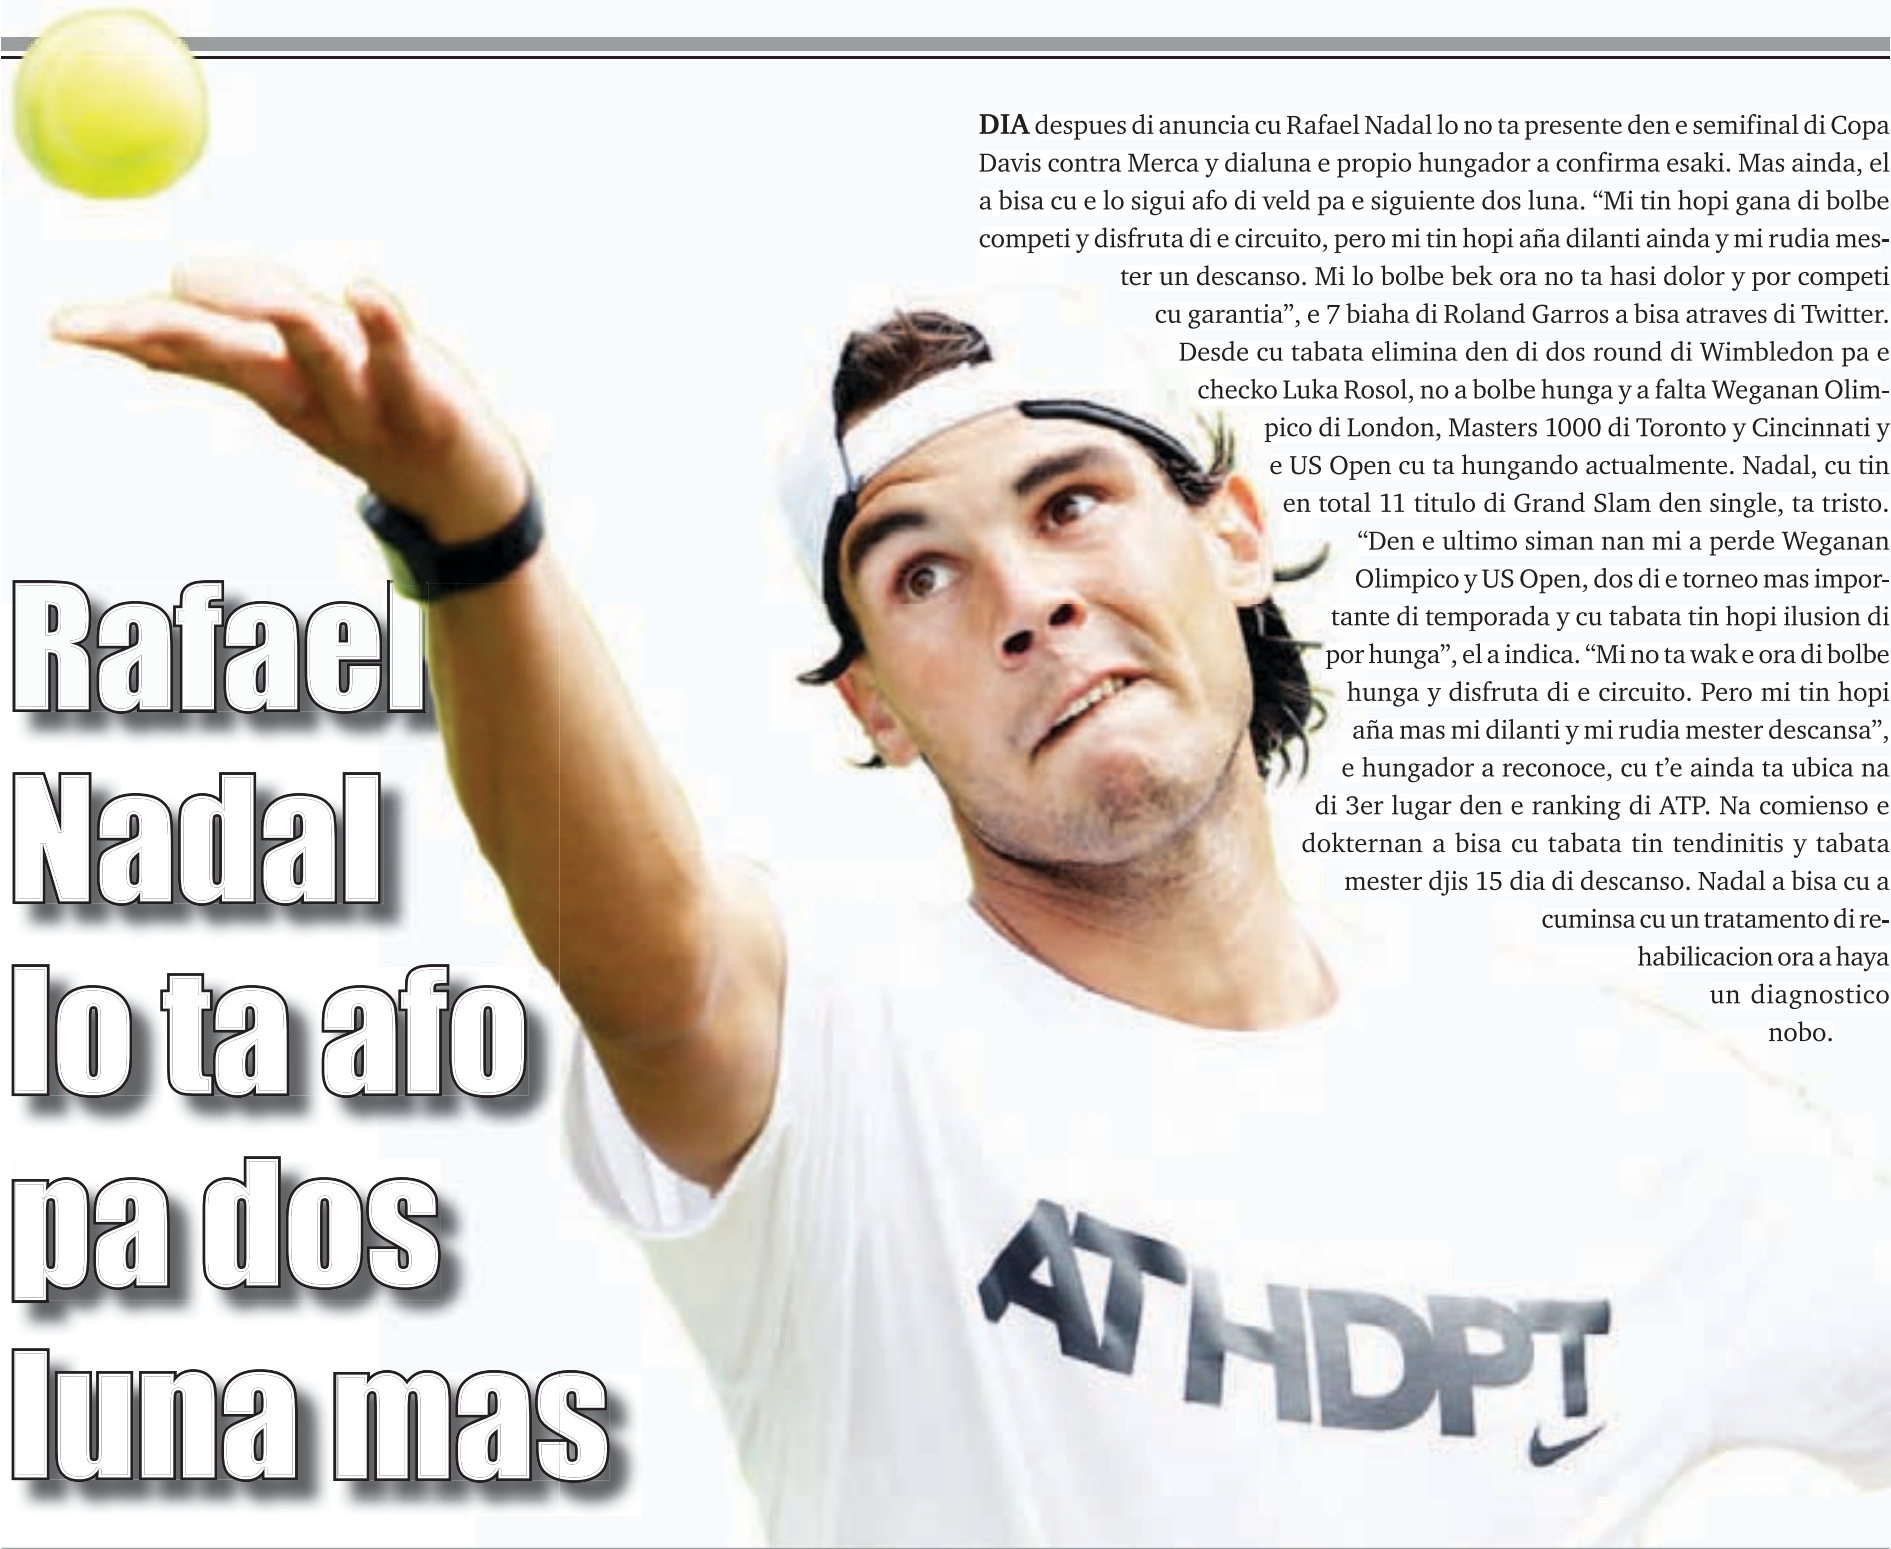 DIA despues di anuncia cu Rafael Nadal lo no ta presente den e semifinal di Copa
Davis contra Merca y dialuna e propio hungador a confirma esaki. Mas ainda, el
a bisa cu e lo sigui afo di veld pa e siguiente dos luna. “Mi tin hopi gana di bolbe
competi y disfruta di e circuito, pero mi tin hopi aña dilanti ainda y mi rudia mes-
ter un descanso. Mi lo bolbe bek ora no ta hasi dolor y por competi
cu garantia”, e 7 biaha di Roland Garros a bisa atraves di Twitter.
Desde cu tabata elimina den di dos round di Wimbledon pa e
checko Luka Rosol, no a bolbe hunga y a falta Weganan Olim-
pico di London, Masters 1000 di Toronto y Cincinnati y
e US Open cu ta hungando actualmente. Nadal, cu tin
en total 11 titulo di Grand Slam den single, ta tristo.
“Den e ultimo siman nan mi a perde Weganan
Olimpico y US Open, dos di e torneo mas impor-
tante di temporada y cu tabata tin hopi ilusion di
por hunga”, el a indica. “Mi no ta wak e ora di bolbe
hunga y disfruta di e circuito. Pero mi tin hopi
aña mas mi dilanti y mi rudia mester descansa”,
e hungador a reconoce, cu t’e ainda ta ubica na
di 3er lugar den e ranking di ATP. Na comienso e
dokternan a bisa cu tabata tin tendinitis y tabata
mester djis 15 dia di descanso. Nadal a bisa cu a
cuminsa cu un tratamento di re-
habilicacion ora a haya
un diagnostico
nobo.
Rafael
Nadal
lo ta afo
pa dos
luna mas
ATHDPT